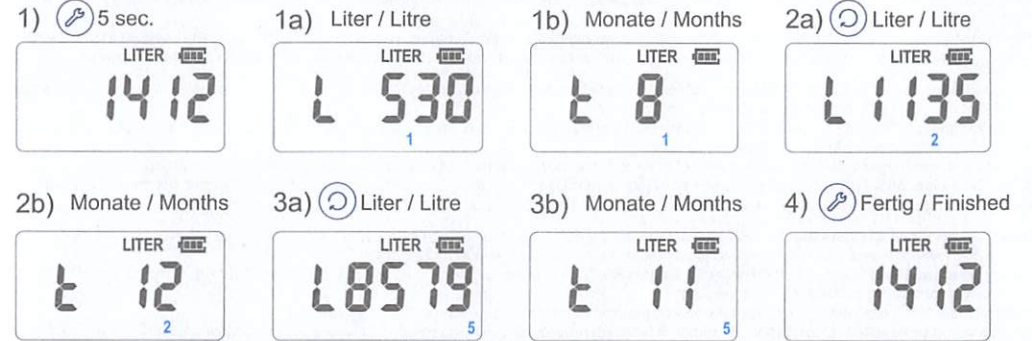 1) 5 sec.
LITER
1412
1a) Liter / Litre
LITER
L 530
1
1b) Monate / Months
LITER
t 8
1
2a) Liter / Litre
LITER
L1135
2
2b) Monate / Months
LITER
t 12
2
3a) Liter / Litre
LITER
L8579
5
3b) Monate / Months
LITER
t 11
5
4) Fertig / Finished
LITER
1412